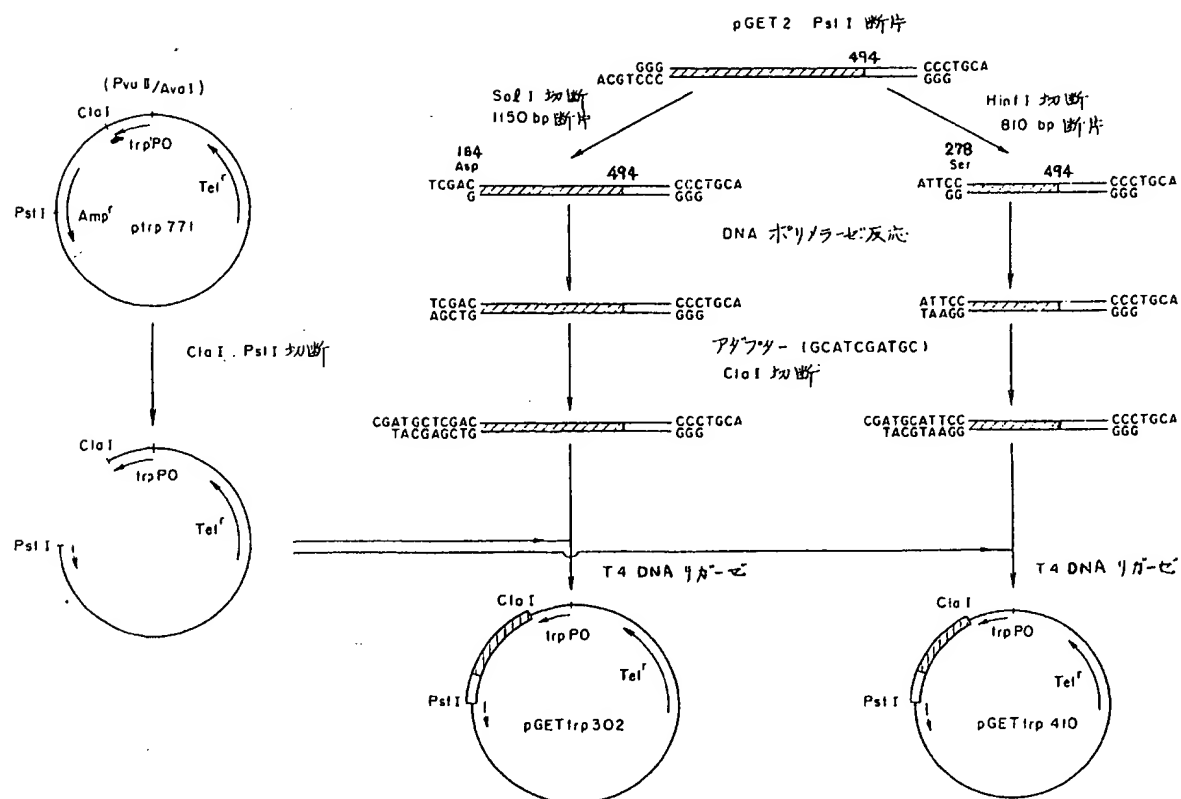 pGET2 PstI 断片
494
GGG
ACGTCCC
CCCTGCA
GGG
(PvuⅡ/AvaI)
ClaI
trpPO
Tetʳ
PstI
Ampʳ
ptrp771
SalI 切断
1150 bp 断片
HinfI 切断
810 bp 断片
184
Asp
494
TCGAC
G
CCCTGCA
GGG
278
Ser
494
ATTCC
GG
CCCTGCA
GGG
DNA ポリメラーゼ反応
TCGAC
AGCTG
CCCTGCA
GGG
ATTCC
TAAGG
CCCTGCA
GGG
ClaI, PstI 切断
アダプター (GCATCGATGC)
ClaI 切断
CGATGCTCGAC
TACGAGCTG
CCCTGCA
GGG
CGATGCATTCC
TACGTAAGG
CCCTGCA
GGG
ClaI
trpPO
Tetʳ
PstI
T4 DNA リガーゼ
T4 DNA リガーゼ
ClaI
trpPO
Tetʳ
PstI
pGETtrp302
ClaI
trpPO
Tetʳ
PstI
pGETtrp410